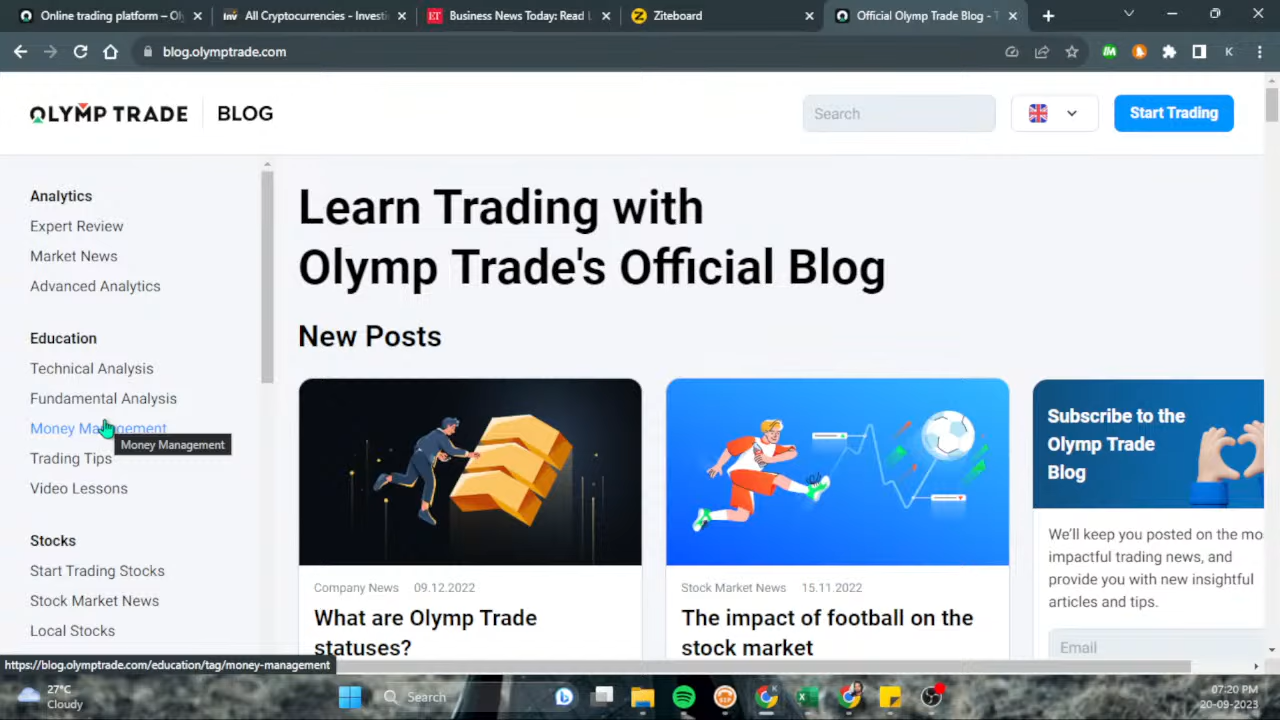 Online trading platform – Ol
All Cryptocurrencies - Investi
Business News Today: Read L
Ziteboard
Official Olymp Trade Blog - T
blog.olymptrade.com
K
OLYMP TRADE
BLOG
Search
Start Trading
Analytics
Expert Review
Market News
Advanced Analytics
Education
Technical Analysis
Fundamental Analysis
Money Management
Money Management
Trading Tips
Video Lessons
Stocks
Start Trading Stocks
Stock Market News
Local Stocks
Learn Trading with
Olymp Trade's Official Blog
New Posts
Company News 09.12.2022
What are Olymp Trade
statuses?
Stock Market News 15.11.2022
The impact of football on the
stock market
Subscribe to the
Olymp Trade
Blog
We'll keep you posted on the mo
impactful trading news, and
provide you with new insightful
articles and tips.
Email
https://blog.olymptrade.com/education/tag/money-management
27°C
Cloudy
Search
07:20 PM
20-09-2023